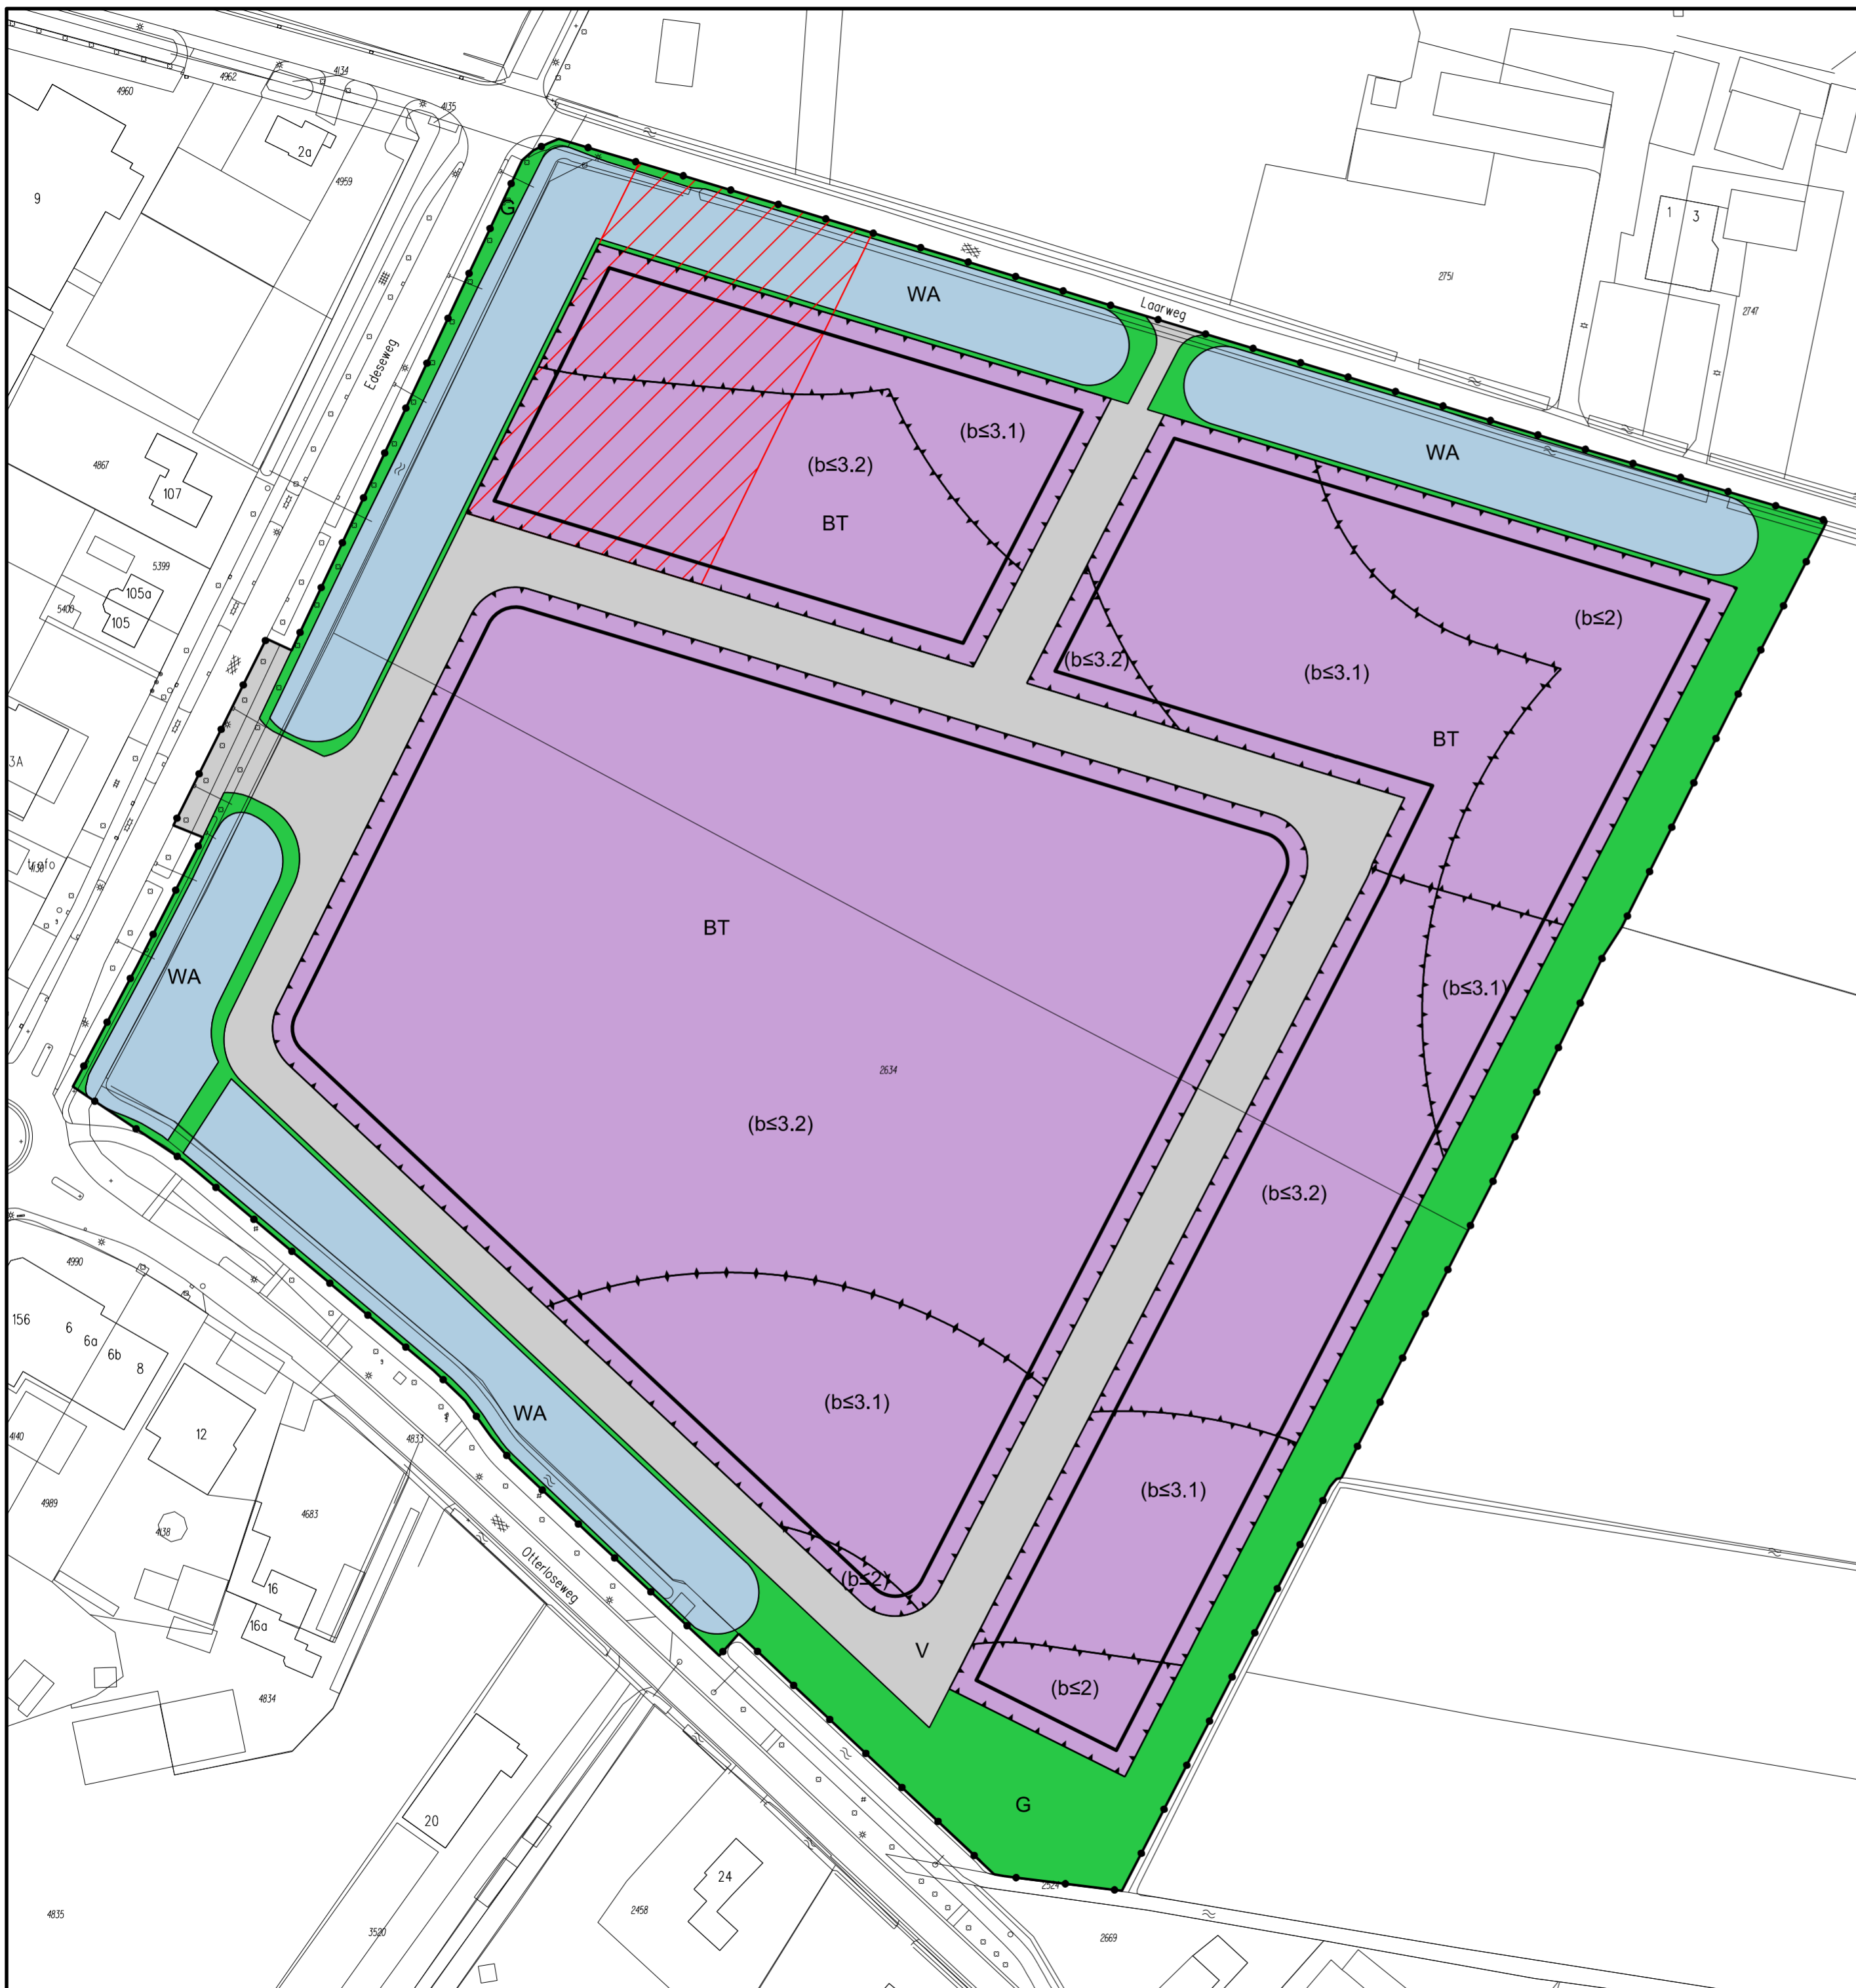 4960
4962
4134
4135
2a
4959
9
G
1
3
2751
2747
WA
Laarweg
Edeseweg
(b≤3.1)
(b≤3.2)
WA
4867
107
BT
5399
105a
105
5400
(b≤2)
(b≤3.2)
(b≤3.1)
BT
3A
trafo
BT
WA
(b≤3.1)
2634
(b≤3.2)
(b≤3.2)
4990
156
6
6a
6b
8
(b≤3.1)
WA
12
4140
4833
(b≤3.1)
4989
4683
4138
Otterloseweg
(b≤2)
16
16a
V
(b≤2)
4834
G
20
24
2524
4835
2458
3520
2669